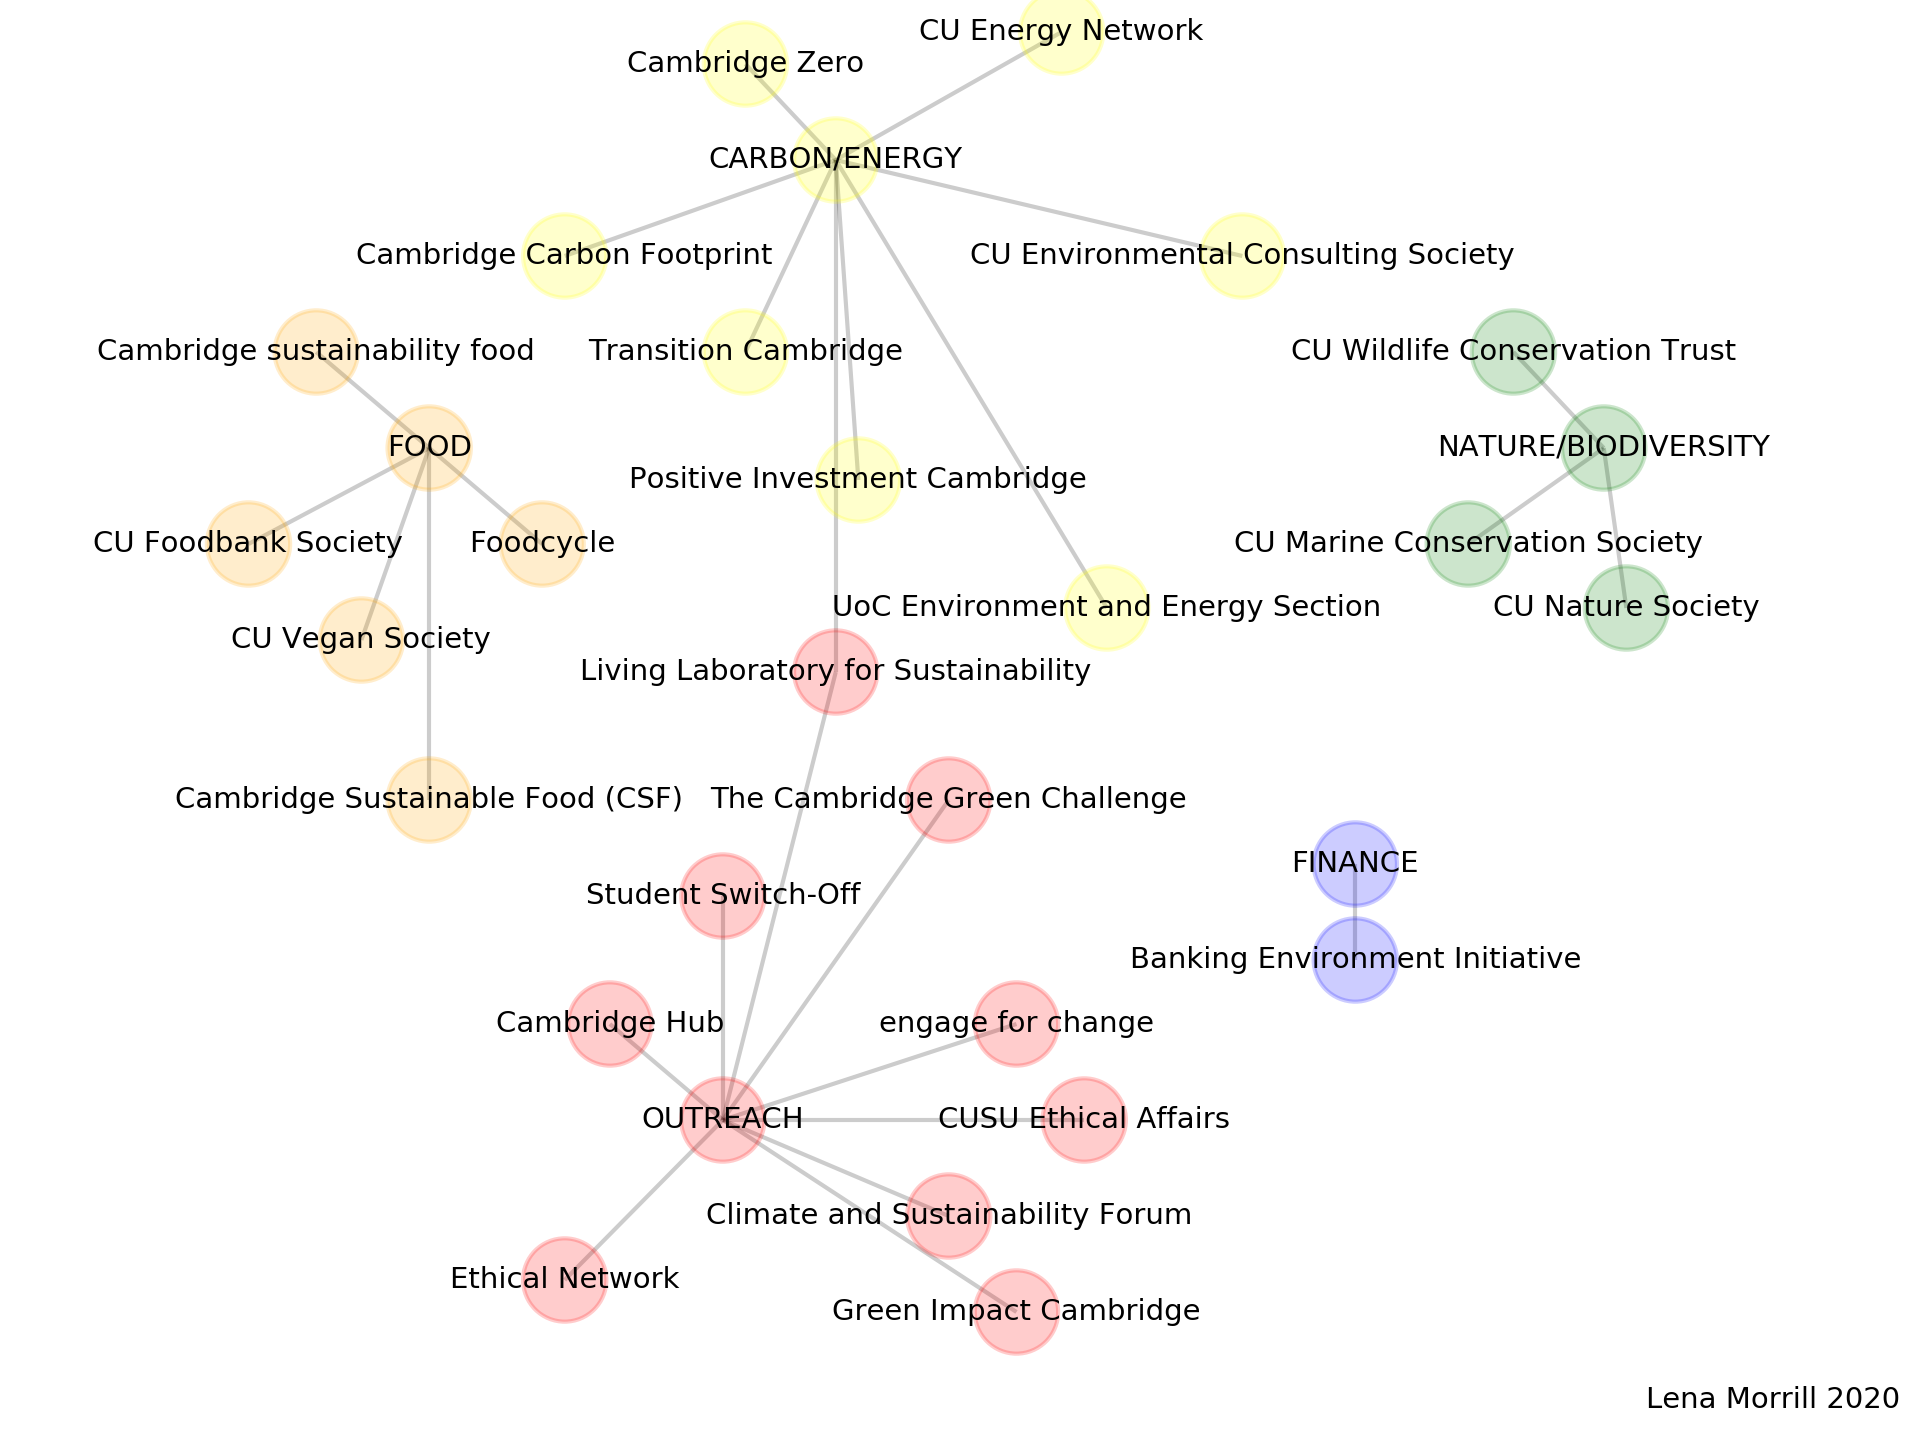 CU Energy Network
Cambridge Zero
CARBON/ENERGY
Cambridge Carbon Footprint
CU Environmental Consulting Society
Cambridge sustainability food
Transition Cambridge
CU Wildlife Conservation Trust
FOOD
NATURE/BIODIVERSITY
Positive Investment Cambridge
CU Foodbank Society
Foodcycle
CU Marine Conservation Society
UoC Environment and Energy Section
CU Nature Society
CU Vegan Society
Living Laboratory for Sustainability
Cambridge Sustainable Food (CSF)
The Cambridge Green Challenge
FINANCE
Student Switch-Off
Banking Environment Initiative
Cambridge Hub
engage for change
OUTREACH
CUSU Ethical Affairs
Climate and Sustainability Forum
Ethical Network
Green Impact Cambridge
Lena Morrill 2020